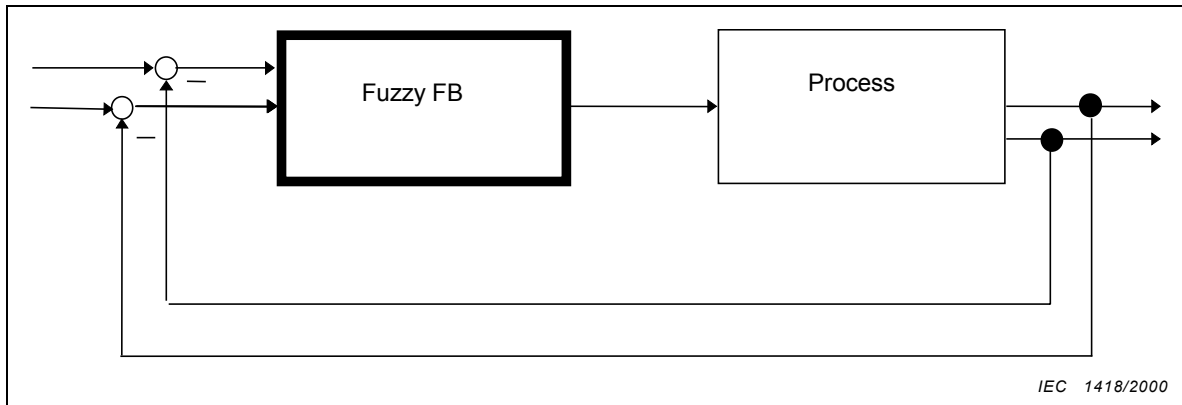 Fuzzy FB
Process
—
—
IEC 1418/2000